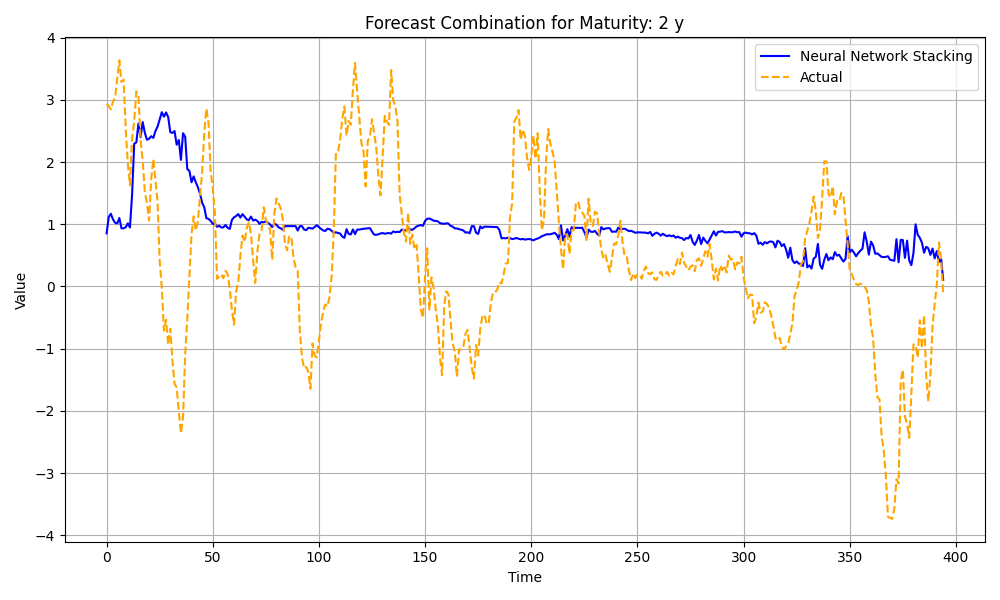 Forecast Combination for Maturity: 2 y
Neural Network Stacking
Actual
Value
4
3
2
1
0
−1
−2
−3
−4
0 50 100 150 200 250 300 350 400
Time